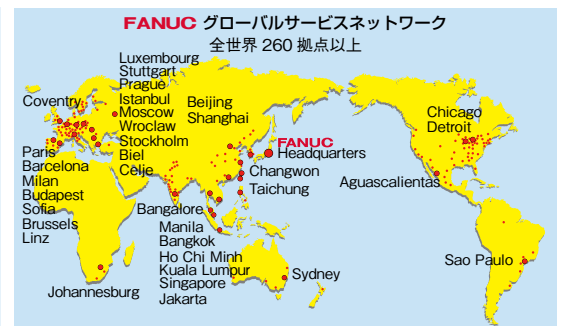 FANUC グローバルサービスネットワーク
全世界 260 拠点以上
Luxembourg
Stuttgart
Prague
Istanbul
Moscow
Wroclaw
Stockholm
Biel
Celje
Coventry
Beijing
Shanghai
Paris
Barcelona
Milan
Budapest
Sofia
Brussels
Linz
FANUC
Headquarters
Changwon
Taichung
Bangalore
Manila
Bangkok
Ho Chi Minh
Kuala Lumpur
Singapore
Jakarta
Johannesburg
Sydney
Chicago
Detroit
Aguascalientas
Sao Paulo